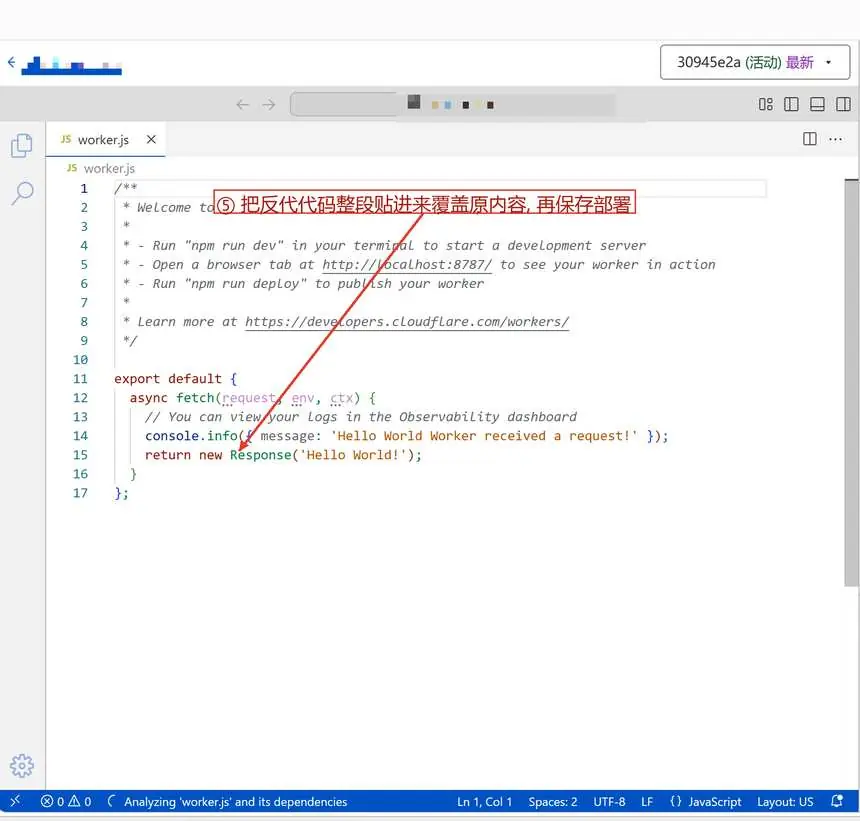 30945e2a (活动) 最新
JS worker.js
JS worker.js
1 /**
⑤ 把反代代码整段贴进来覆盖原内容, 再保存部署
2 * Welcome to
3 *
4 * - Run "npm run dev" in your terminal to start a development server
5 * - Open a browser tab at http://localhost:8787/ to see your worker in action
6 * - Run "npm run deploy" to publish your worker
7 *
8 * Learn more at https://developers.cloudflare.com/workers/
9 */
10
11 export default {
12 async fetch(request, env, ctx) {
13 // You can view your logs in the Observability dashboard
14 console.info({ message: 'Hello World Worker received a request!' });
15 return new Response('Hello World!');
16 }
17 };
0 0 Analyzing 'worker.js' and its dependencies Ln 1, Col 1 Spaces: 2 UTF-8 LF {} JavaScript Layout: US